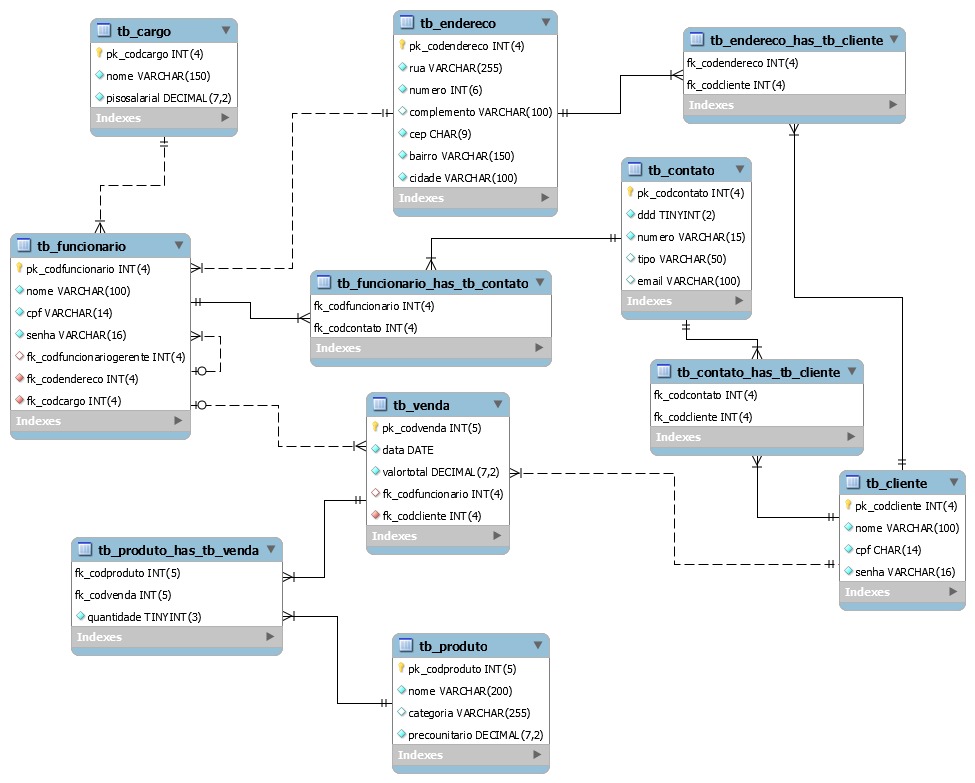 tb_cargo
pk_codcargo INT(4)
nome VARCHAR(150)
pisosalarial DECIMAL(7,2)
Indexes
tb_endereco
pk_codendereco INT(4)
rua VARCHAR(255)
numero INT(6)
complemento VARCHAR(100)
cep CHAR(9)
bairro VARCHAR(150)
cidade VARCHAR(100)
Indexes
tb_endereco_has_tb_cliente
fk_codendereco INT(4)
fk_codcliente INT(4)
Indexes
tb_contato
pk_codcontato INT(4)
ddd TINYINT(2)
numero VARCHAR(15)
tipo VARCHAR(50)
email VARCHAR(100)
Indexes
tb_funcionario
pk_codfuncionario INT(4)
nome VARCHAR(100)
cpf VARCHAR(14)
senha VARCHAR(16)
fk_codfuncionariogerente INT(4)
fk_codendereco INT(4)
fk_codcargo INT(4)
Indexes
tb_funcionario_has_tb_contato
fk_codfuncionario INT(4)
fk_codcontato INT(4)
Indexes
tb_contato_has_tb_cliente
fk_codcontato INT(4)
fk_codcliente INT(4)
Indexes
tb_venda
pk_codvenda INT(5)
data DATE
valortotal DECIMAL(7,2)
fk_codfuncionario INT(4)
fk_codcliente INT(4)
Indexes
tb_cliente
pk_codcliente INT(4)
nome VARCHAR(100)
cpf CHAR(14)
senha VARCHAR(16)
Indexes
tb_produto_has_tb_venda
fk_codproduto INT(5)
fk_codvenda INT(5)
quantidade TINYINT(3)
Indexes
tb_produto
pk_codproduto INT(5)
nome VARCHAR(200)
categoria VARCHAR(255)
precounitario DECIMAL(7,2)
Indexes